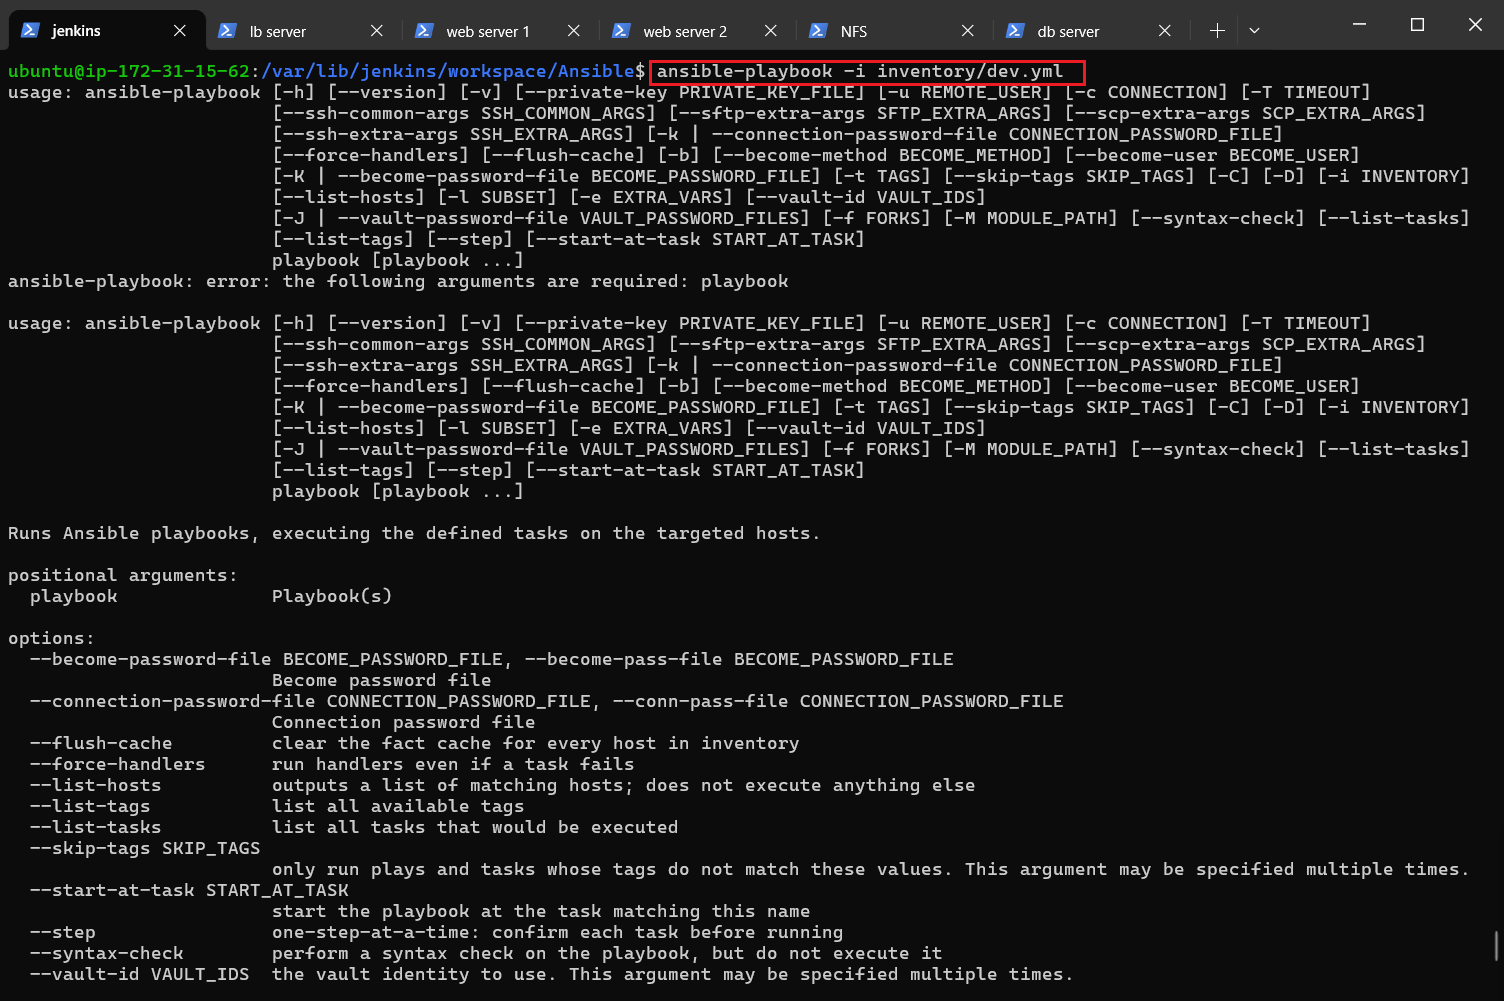 jenkins
lb server
web server 1
web server 2
NFS
db server
ubuntu@ip-172-31-15-62:/var/lib/jenkins/workspace/Ansible$ ansible-playbook -i inventory/dev.yml
usage: ansible-playbook [-h] [--version] [-v] [--private-key PRIVATE_KEY_FILE] [-u REMOTE_USER] [-c CONNECTION] [-T TIMEOUT]
[--ssh-common-args SSH_COMMON_ARGS] [--sftp-extra-args SFTP_EXTRA_ARGS] [--scp-extra-args SCP_EXTRA_ARGS]
[--ssh-extra-args SSH_EXTRA_ARGS] [-k | --connection-password-file CONNECTION_PASSWORD_FILE]
[--force-handlers] [--flush-cache] [-b] [--become-method BECOME_METHOD] [--become-user BECOME_USER]
[-K | --become-password-file BECOME_PASSWORD_FILE] [-t TAGS] [--skip-tags SKIP_TAGS] [-C] [-D] [-i INVENTORY]
[--list-hosts] [-l SUBSET] [-e EXTRA_VARS] [--vault-id VAULT_IDS]
[-J | --vault-password-file VAULT_PASSWORD_FILES] [-f FORKS] [-M MODULE_PATH] [--syntax-check] [--list-tasks]
[--list-tags] [--step] [--start-at-task START_AT_TASK]
playbook [playbook ...]
ansible-playbook: error: the following arguments are required: playbook
usage: ansible-playbook [-h] [--version] [-v] [--private-key PRIVATE_KEY_FILE] [-u REMOTE_USER] [-c CONNECTION] [-T TIMEOUT]
[--ssh-common-args SSH_COMMON_ARGS] [--sftp-extra-args SFTP_EXTRA_ARGS] [--scp-extra-args SCP_EXTRA_ARGS]
[--ssh-extra-args SSH_EXTRA_ARGS] [-k | --connection-password-file CONNECTION_PASSWORD_FILE]
[--force-handlers] [--flush-cache] [-b] [--become-method BECOME_METHOD] [--become-user BECOME_USER]
[-K | --become-password-file BECOME_PASSWORD_FILE] [-t TAGS] [--skip-tags SKIP_TAGS] [-C] [-D] [-i INVENTORY]
[--list-hosts] [-l SUBSET] [-e EXTRA_VARS] [--vault-id VAULT_IDS]
[-J | --vault-password-file VAULT_PASSWORD_FILES] [-f FORKS] [-M MODULE_PATH] [--syntax-check] [--list-tasks]
[--list-tags] [--step] [--start-at-task START_AT_TASK]
playbook [playbook ...]
Runs Ansible playbooks, executing the defined tasks on the targeted hosts.
positional arguments:
playbook Playbook(s)
options:
--become-password-file BECOME_PASSWORD_FILE, --become-pass-file BECOME_PASSWORD_FILE
Become password file
--connection-password-file CONNECTION_PASSWORD_FILE, --conn-pass-file CONNECTION_PASSWORD_FILE
Connection password file
--flush-cache clear the fact cache for every host in inventory
--force-handlers run handlers even if a task fails
--list-hosts outputs a list of matching hosts; does not execute anything else
--list-tags list all available tags
--list-tasks list all tasks that would be executed
--skip-tags SKIP_TAGS
only run plays and tasks whose tags do not match these values. This argument may be specified multiple times.
--start-at-task START_AT_TASK
start the playbook at the task matching this name
--step one-step-at-a-time: confirm each task before running
--syntax-check perform a syntax check on the playbook, but do not execute it
--vault-id VAULT_IDS the vault identity to use. This argument may be specified multiple times.